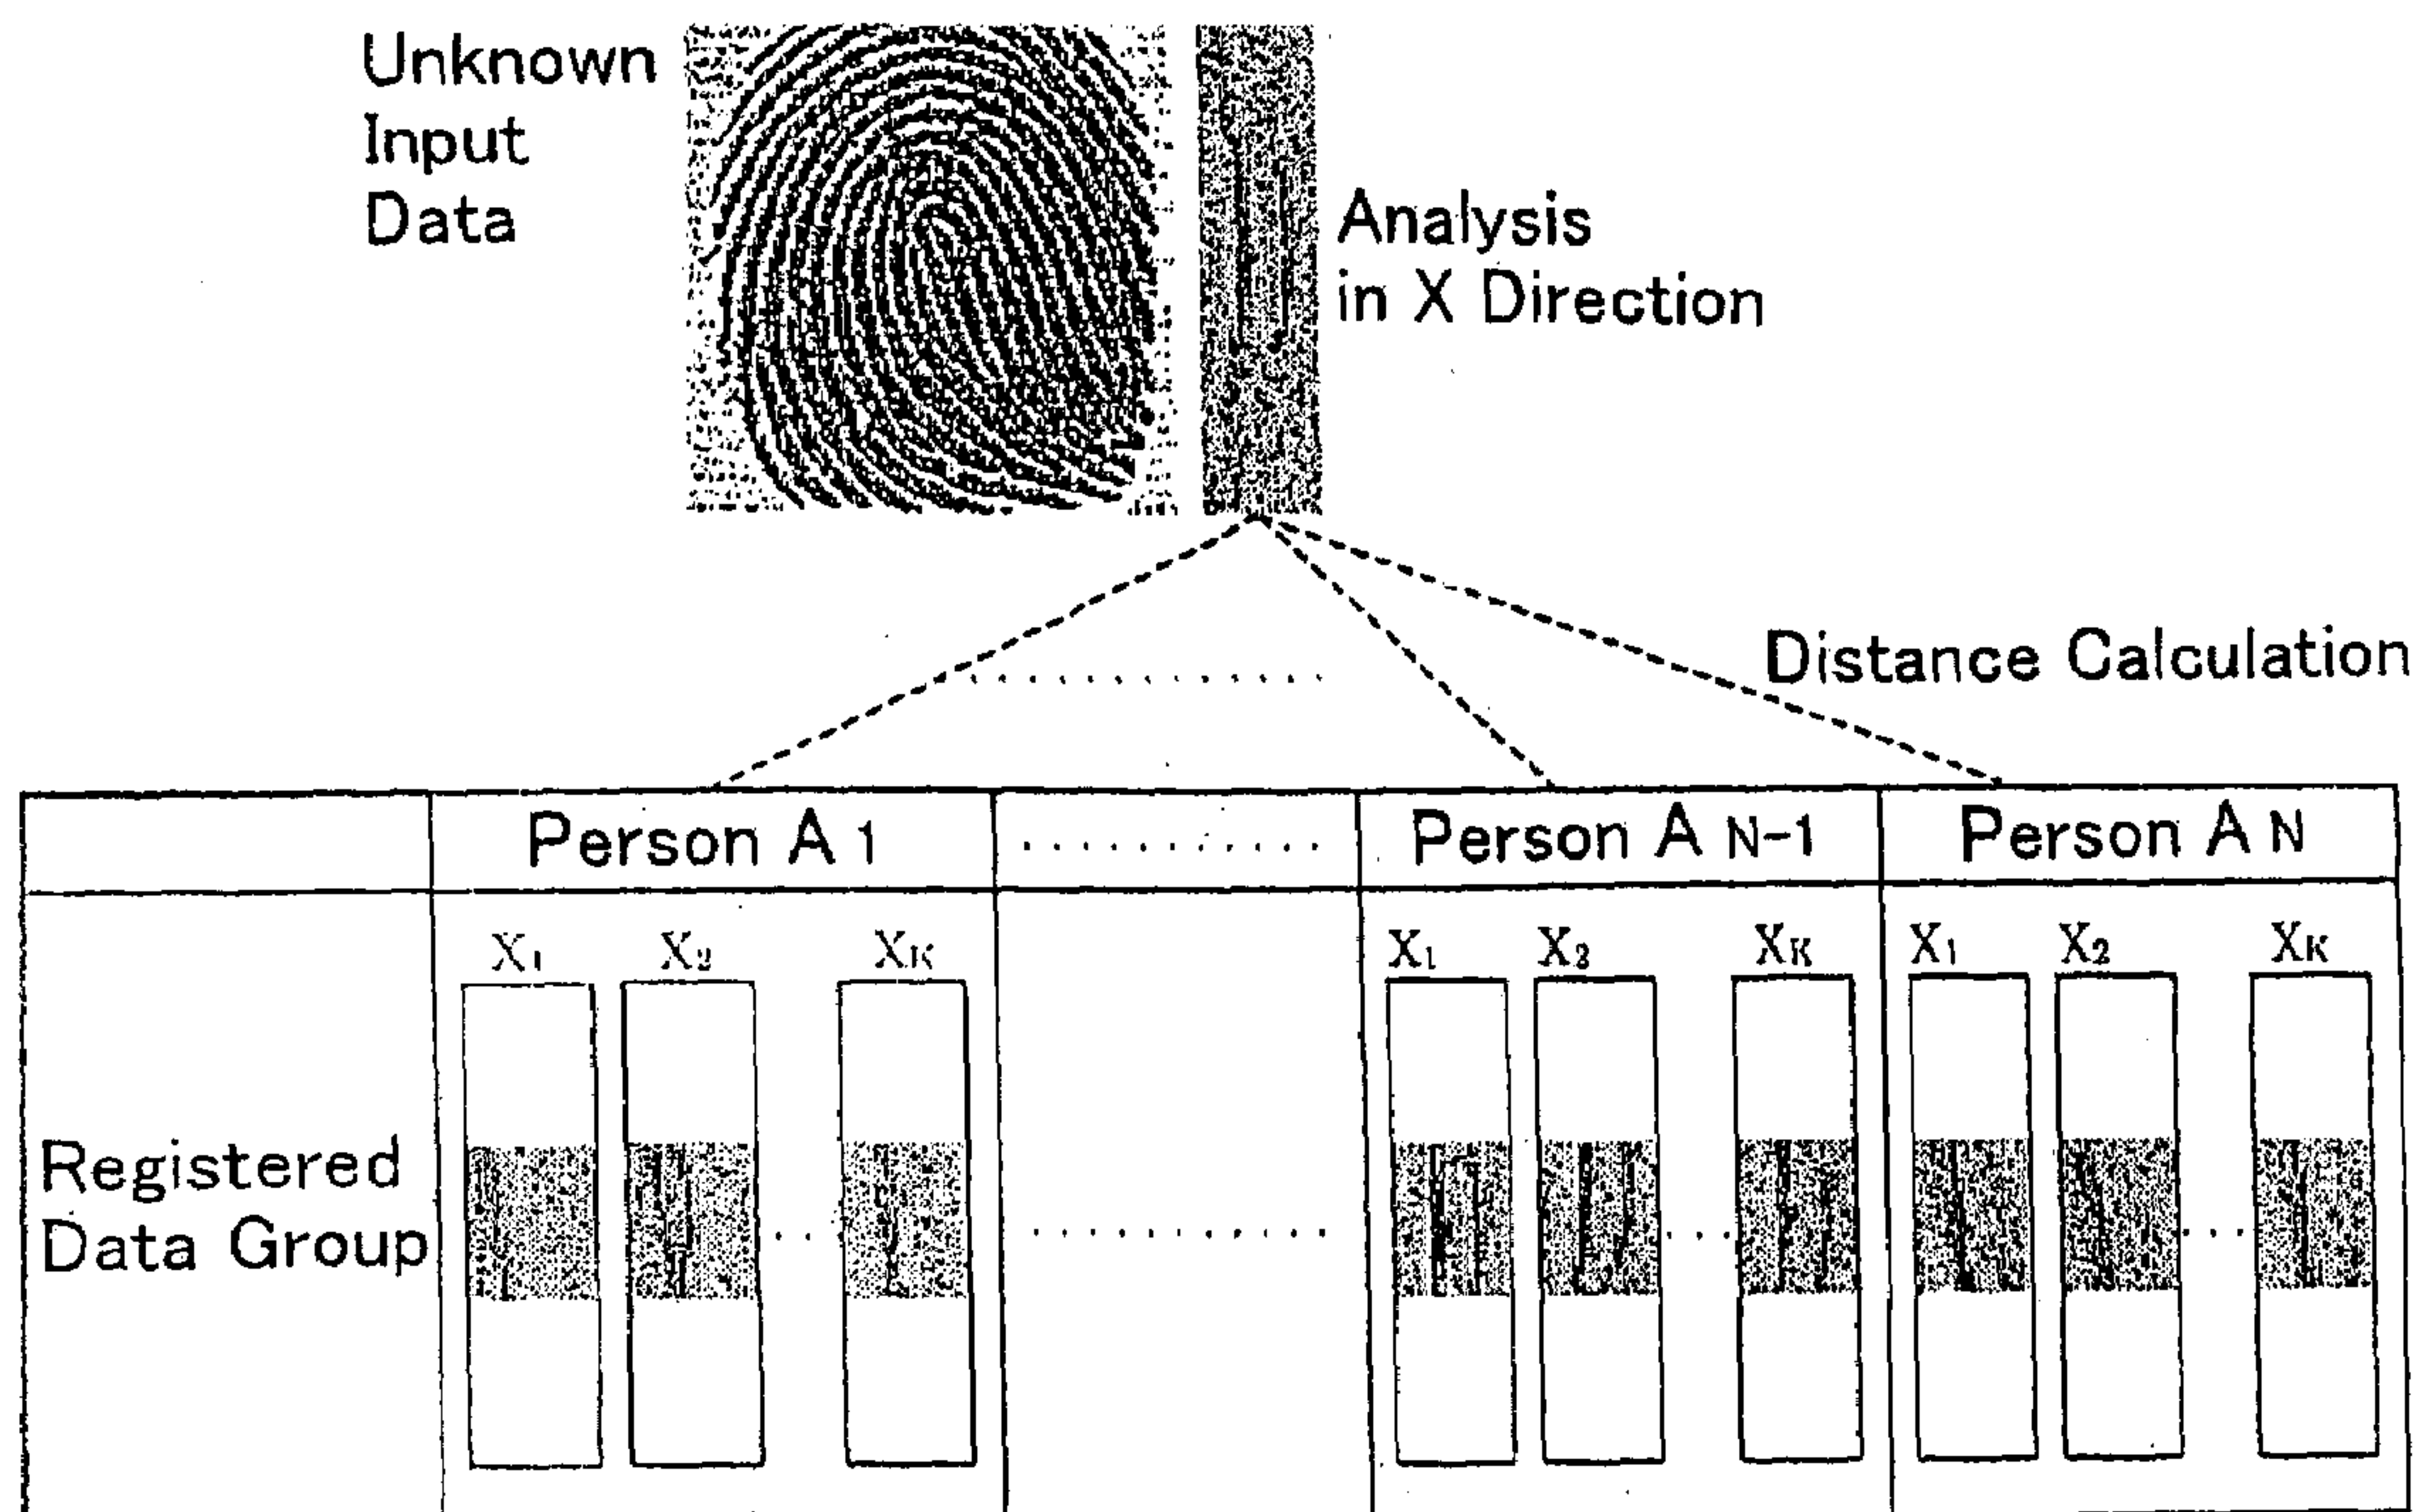 Unknown
Input
Data
Analysis
in X Direction
Distance Calculation
Person A 1 ........... Person A N-1 Person A N
X1 X2 XK X1 X2 XK X1 X2 XK
Registered
Data Group